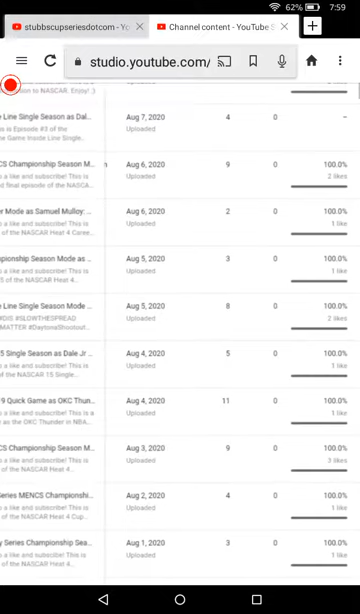 62% 7:59
stubbscupseriesdotcom - Yo
Channel content - YouTube S
studio.youtube.com/
sion to NASCAR. Enjoy! :)
e Line Single Season as Dal...
Aug 7, 2020 4 0 –
is is Episode #3 of the
Uploaded
e Game Inside Line Single...
CS Championship Season M...
Aug 6, 2020 9 0 100.0%
s a like and subscribe! This is
Uploaded 2 likes
d final episode of the NASCA...
er Mode as Samuel Mulloy: ...
Aug 6, 2020 2 0 100.0%
s a like and subscribe! This is
Uploaded 1 like
of the NASCAR Heat 4 Caree...
mpionship Season Mode as ...
Aug 5, 2020 3 0 100.0%
s a like and subscribe! This is
Uploaded 1 like
5 of the NASCAR Heat 4...
e Line Single Season Mode ...
Aug 5, 2020 8 0 100.0%
#DJS #SLOWTHESPREAD
Uploaded 2 likes
MATTER #DaytonaShootout...
15 Single Season as Dale Jr ...
Aug 4, 2020 5 0 100.0%
s a like and subscribe! This is
Uploaded 1 like
of the NASCAR 15 Single...
9 Quick Game as OKC Thun...
Aug 4, 2020 11 0 100.0%
s a like and subscribe! This is a
Uploaded 1 like
as the OKC Thunder in NBA...
CS Championship Season M...
Aug 3, 2020 9 0 100.0%
s a like and subscribe! This is
Uploaded 3 likes
of the NASCAR Heat 4...
Series MENCS Championshi...
Aug 2, 2020 4 0 100.0%
s a like and subscribe! This is
Uploaded 1 like
of the NASCAR Heat 4 Cup...
y Series Championship Sea...
Aug 1, 2020 3 0 100.0%
s a like and subscribe! This is
Uploaded 1 like
of the NASCAR Heat 4...